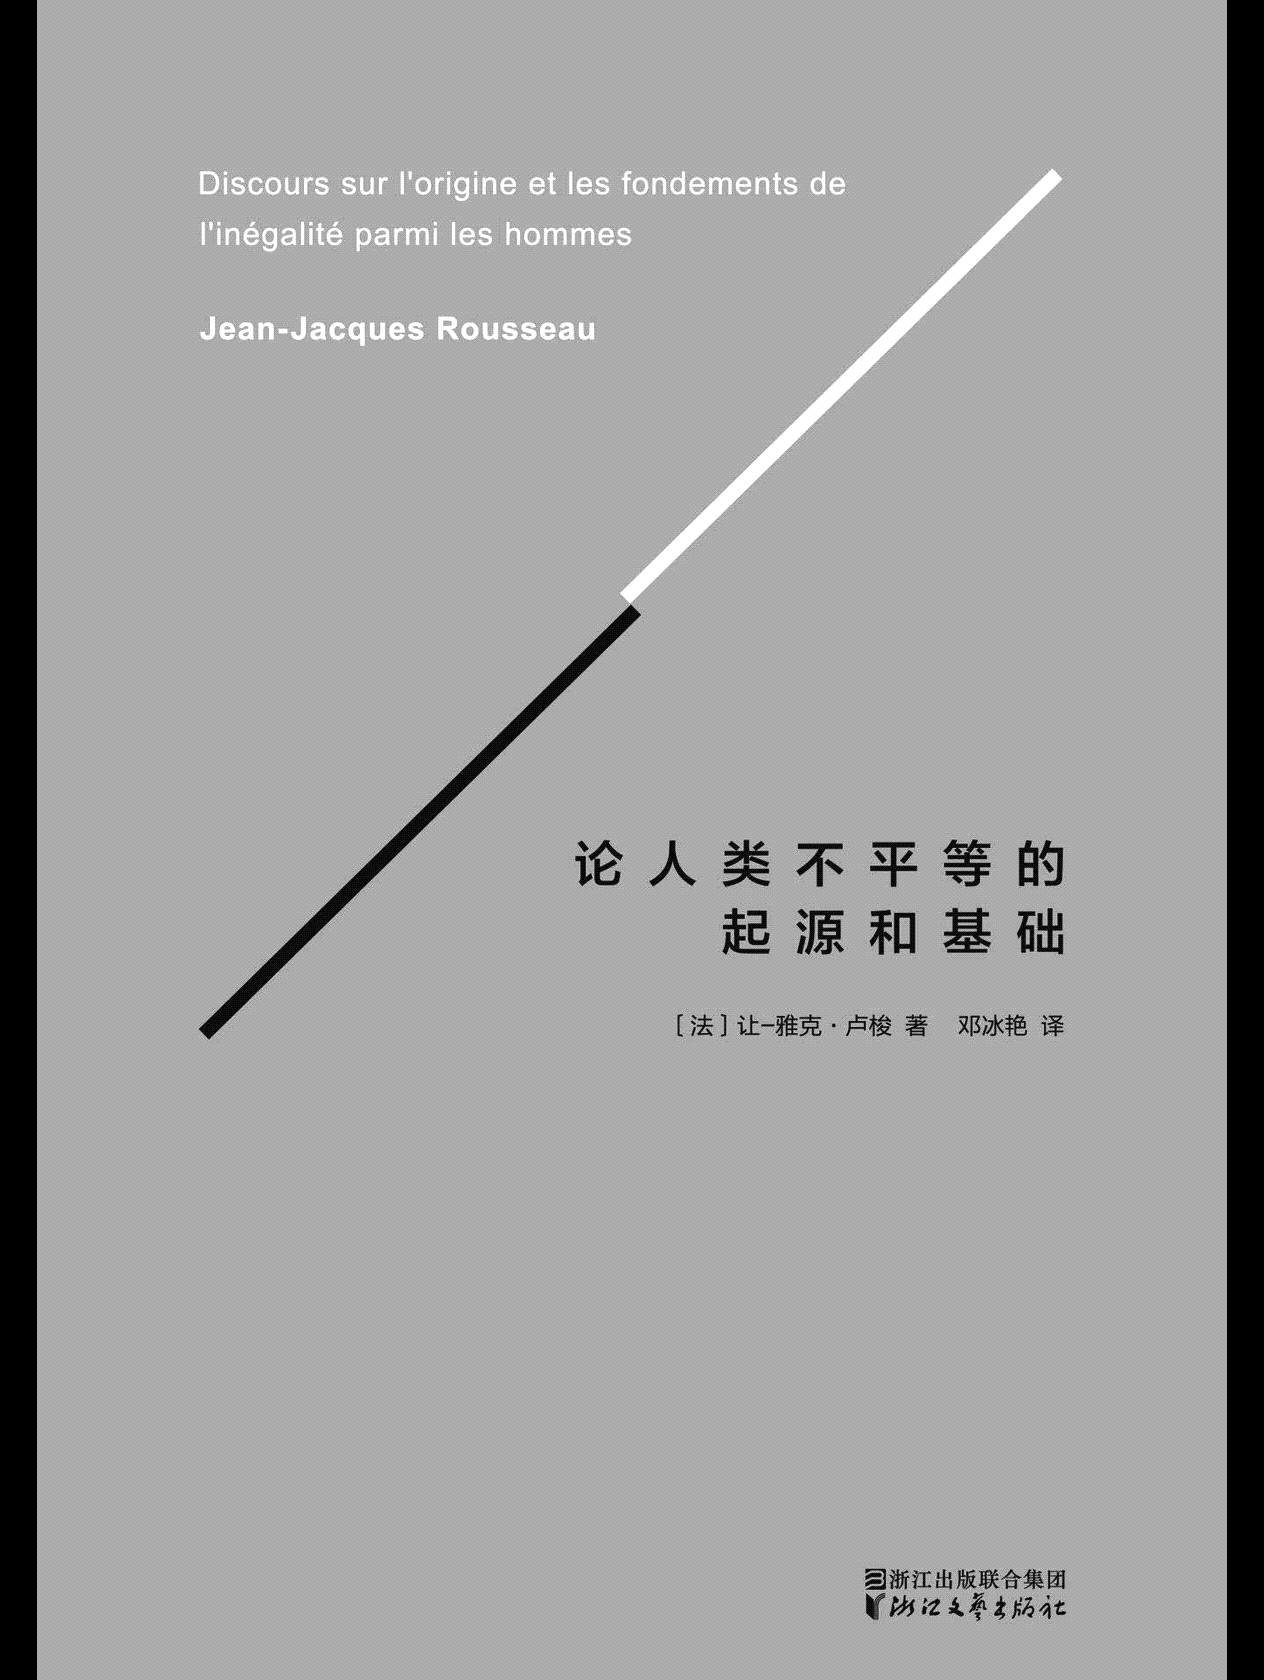 Discours sur l'origine et les fondements de
l'inégalité parmi les hommes
Jean-Jacques Rousseau
论人类不平等的
起源和基础
[法]让-雅克·卢梭 著 邓冰艳 译
浙江出版联合集团
浙江文艺出版社